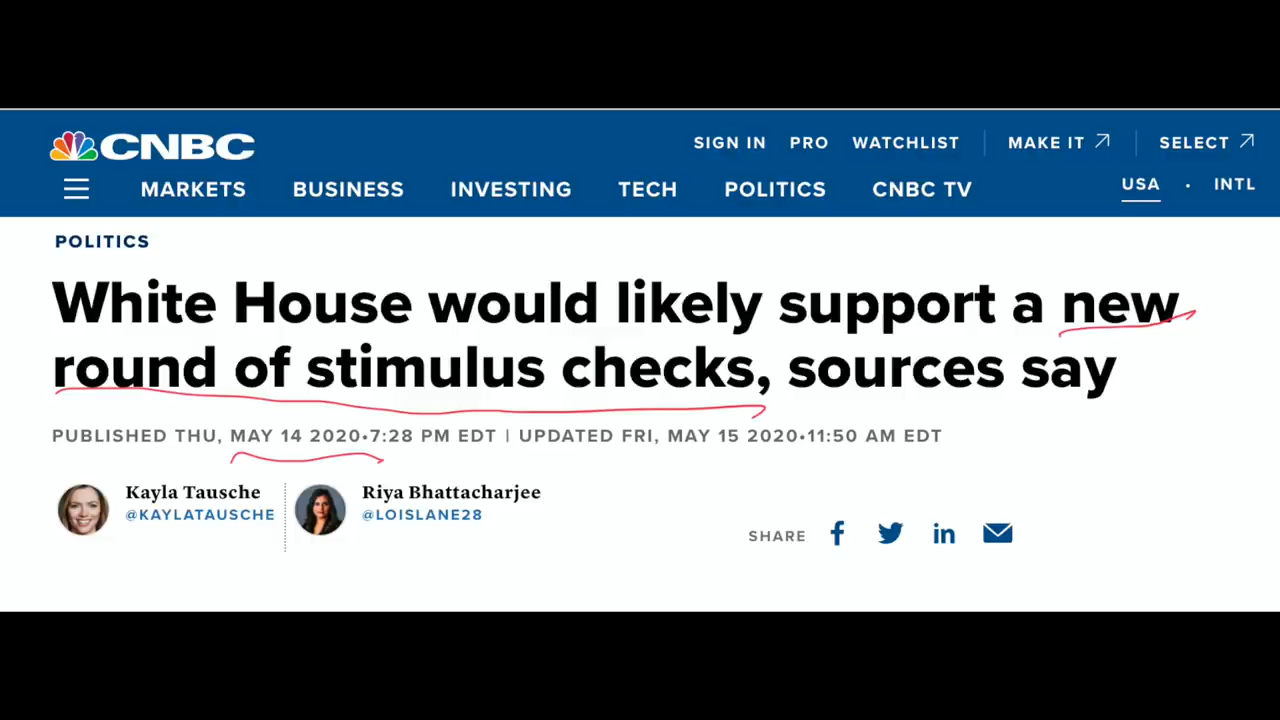 CNBC
SIGN IN PRO WATCHLIST MAKE IT SELECT
MARKETS BUSINESS INVESTING TECH POLITICS CNBC TV USA • INTL
POLITICS
White House would likely support a new
round of stimulus checks, sources say
PUBLISHED THU, MAY 14 2020•7:28 PM EDT | UPDATED FRI, MAY 15 2020•11:50 AM EDT
Kayla Tausche
@KAYLATAUSCHE
Riya Bhattacharjee
@LOISLANE28
SHARE